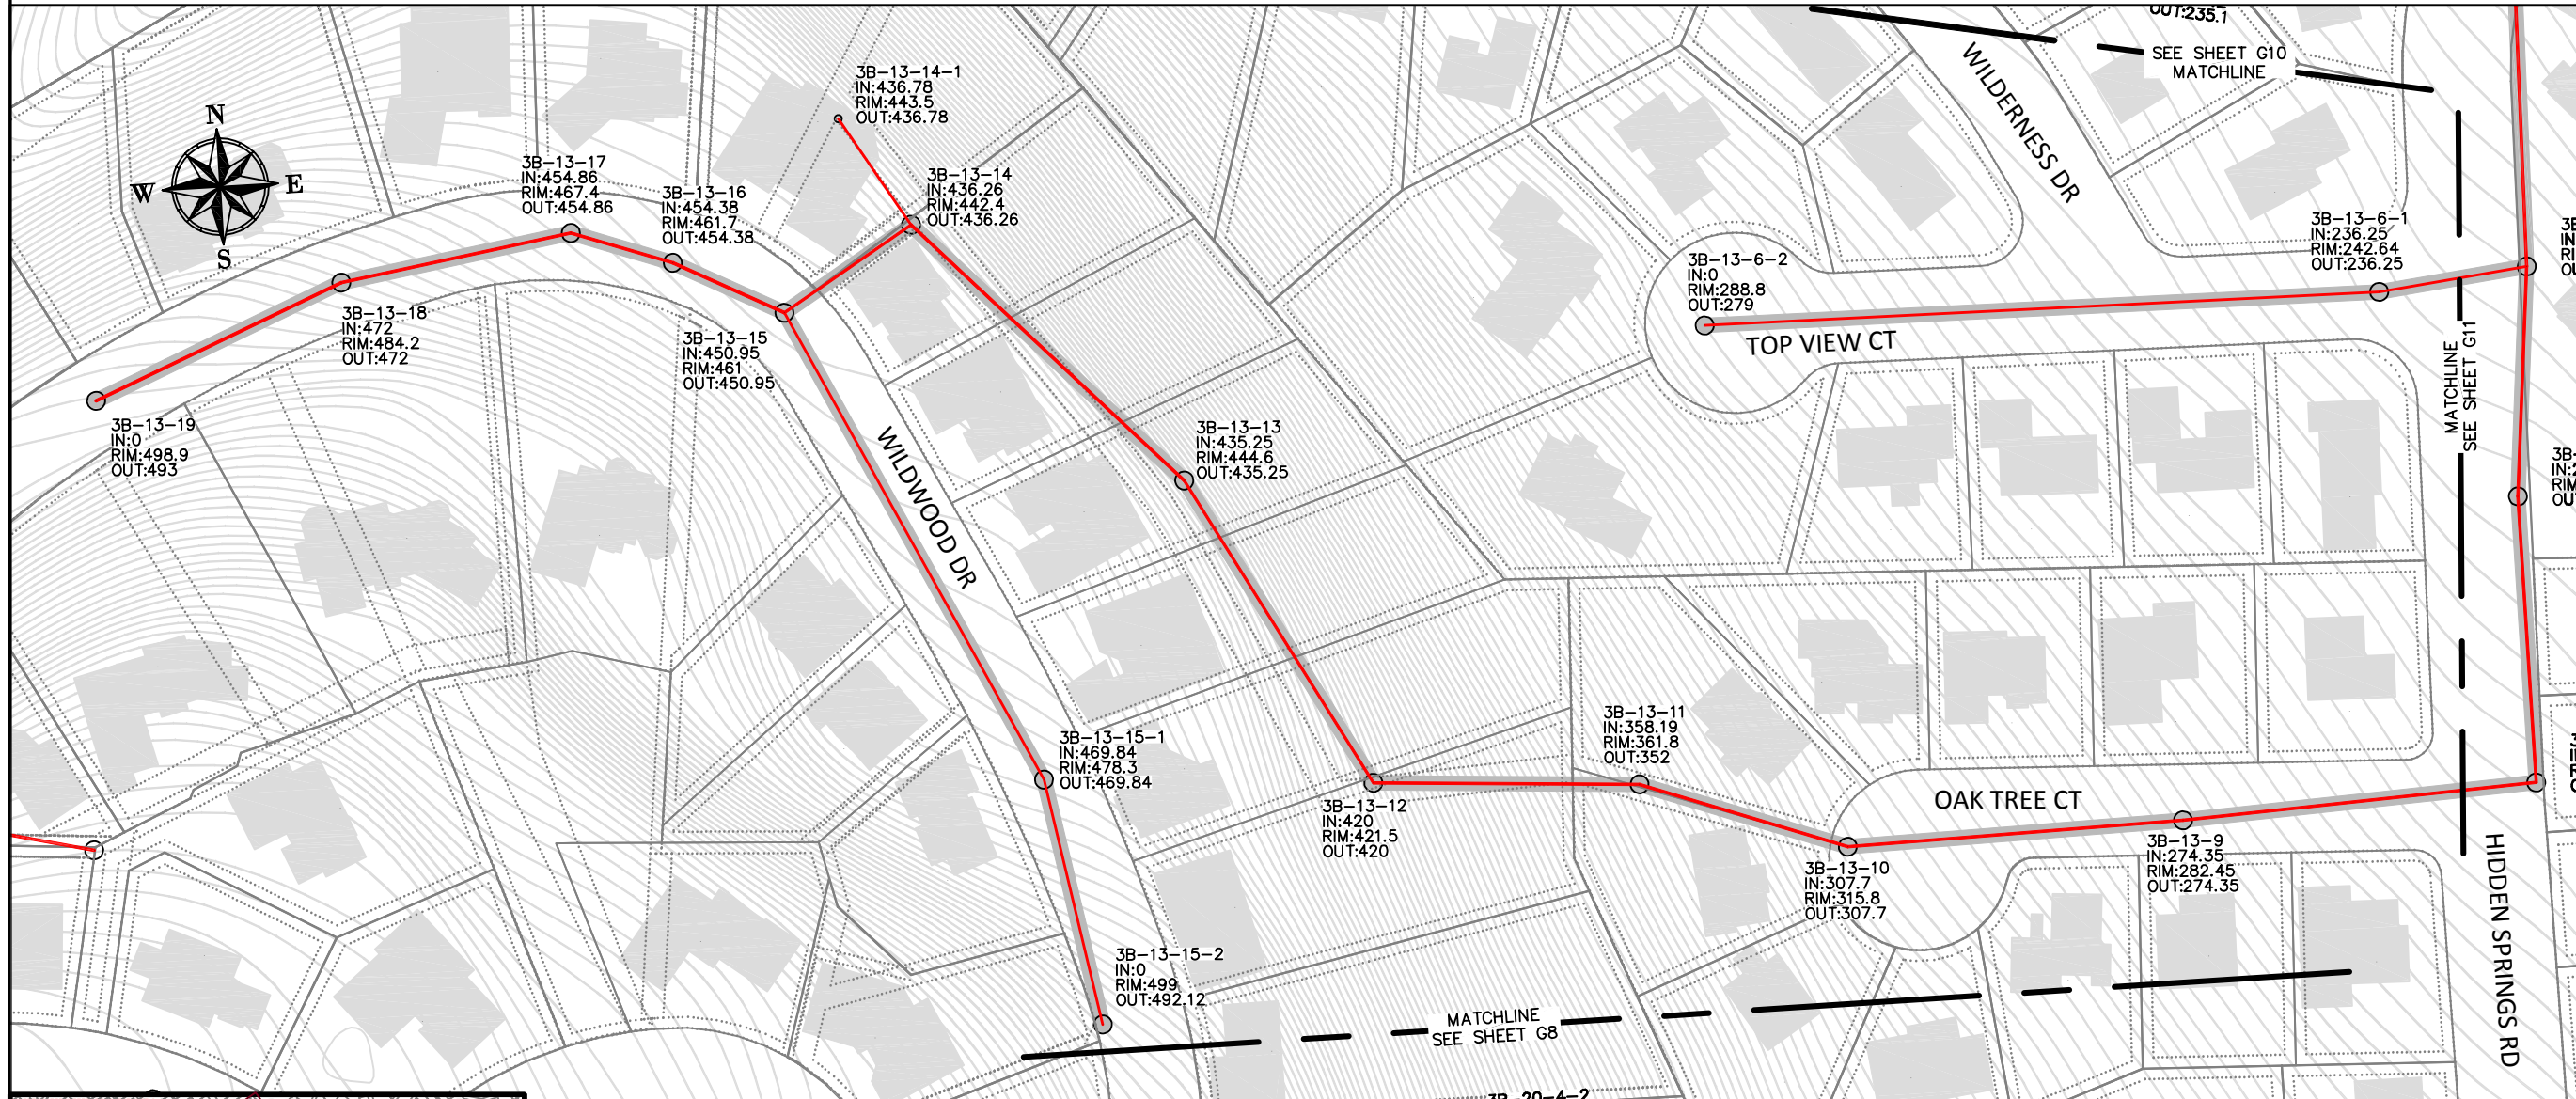 OUT:235.1
SEE SHEET G10
MATCHLINE
WILDERNESS DR
3B-13-14-1
IN:436.78
RIM:443.5
OUT:436.78
N
W
E
S
3B-13-17
IN:454.86
RIM:467.4
OUT:454.86
3B-13-16
IN:454.38
RIM:461.7
OUT:454.38
3B-13-14
IN:436.26
RIM:442.4
OUT:436.26
3B-13-6-1
IN:236.25
RIM:242.64
OUT:236.25
3B-13-6-2
IN:0
RIM:288.8
OUT:279
TOP VIEW CT
3B-13-18
IN:472
RIM:484.2
OUT:472
3B-13-15
IN:450.95
RIM:461
OUT:450.95
MATCHLINE
SEE SHEET G11
3B-13-19
IN:0
RIM:498.9
OUT:493
WILDWOOD DR
3B-13-13
IN:435.25
RIM:444.6
OUT:435.25
3B-13-15-1
IN:469.84
RIM:478.3
OUT:469.84
3B-13-11
IN:358.19
RIM:361.8
OUT:352
3B-13-12
IN:420
RIM:421.5
OUT:420
OAK TREE CT
3B-13-10
IN:307.7
RIM:315.8
OUT:307.7
3B-13-9
IN:274.35
RIM:282.45
OUT:274.35
HIDDEN SPRINGS RD
3B-13-15-2
IN:0
RIM:499
OUT:492.12
MATCHLINE
SEE SHEET G8
3B-20-4-2